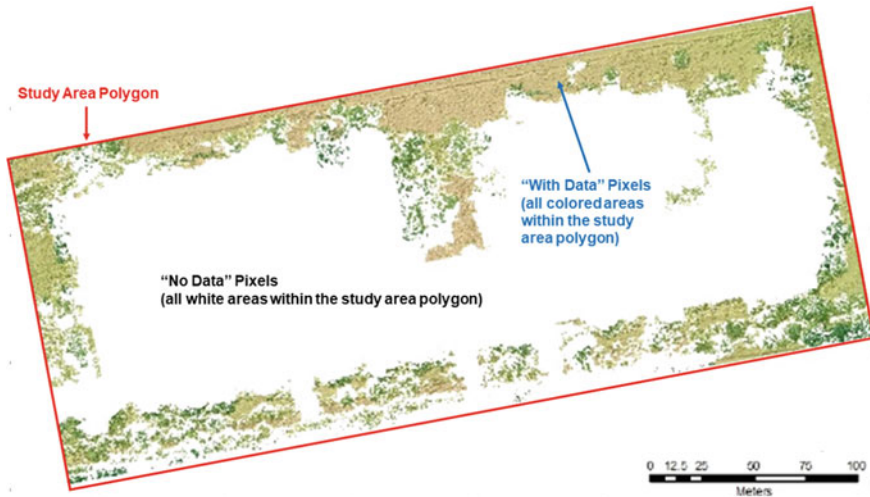 Study Area Polygon
“With Data” Pixels
(all colored areas
within the study
area polygon)
“No Data” Pixels
(all white areas within the study area polygon)
0 12.5 25 50 75 100
Meters